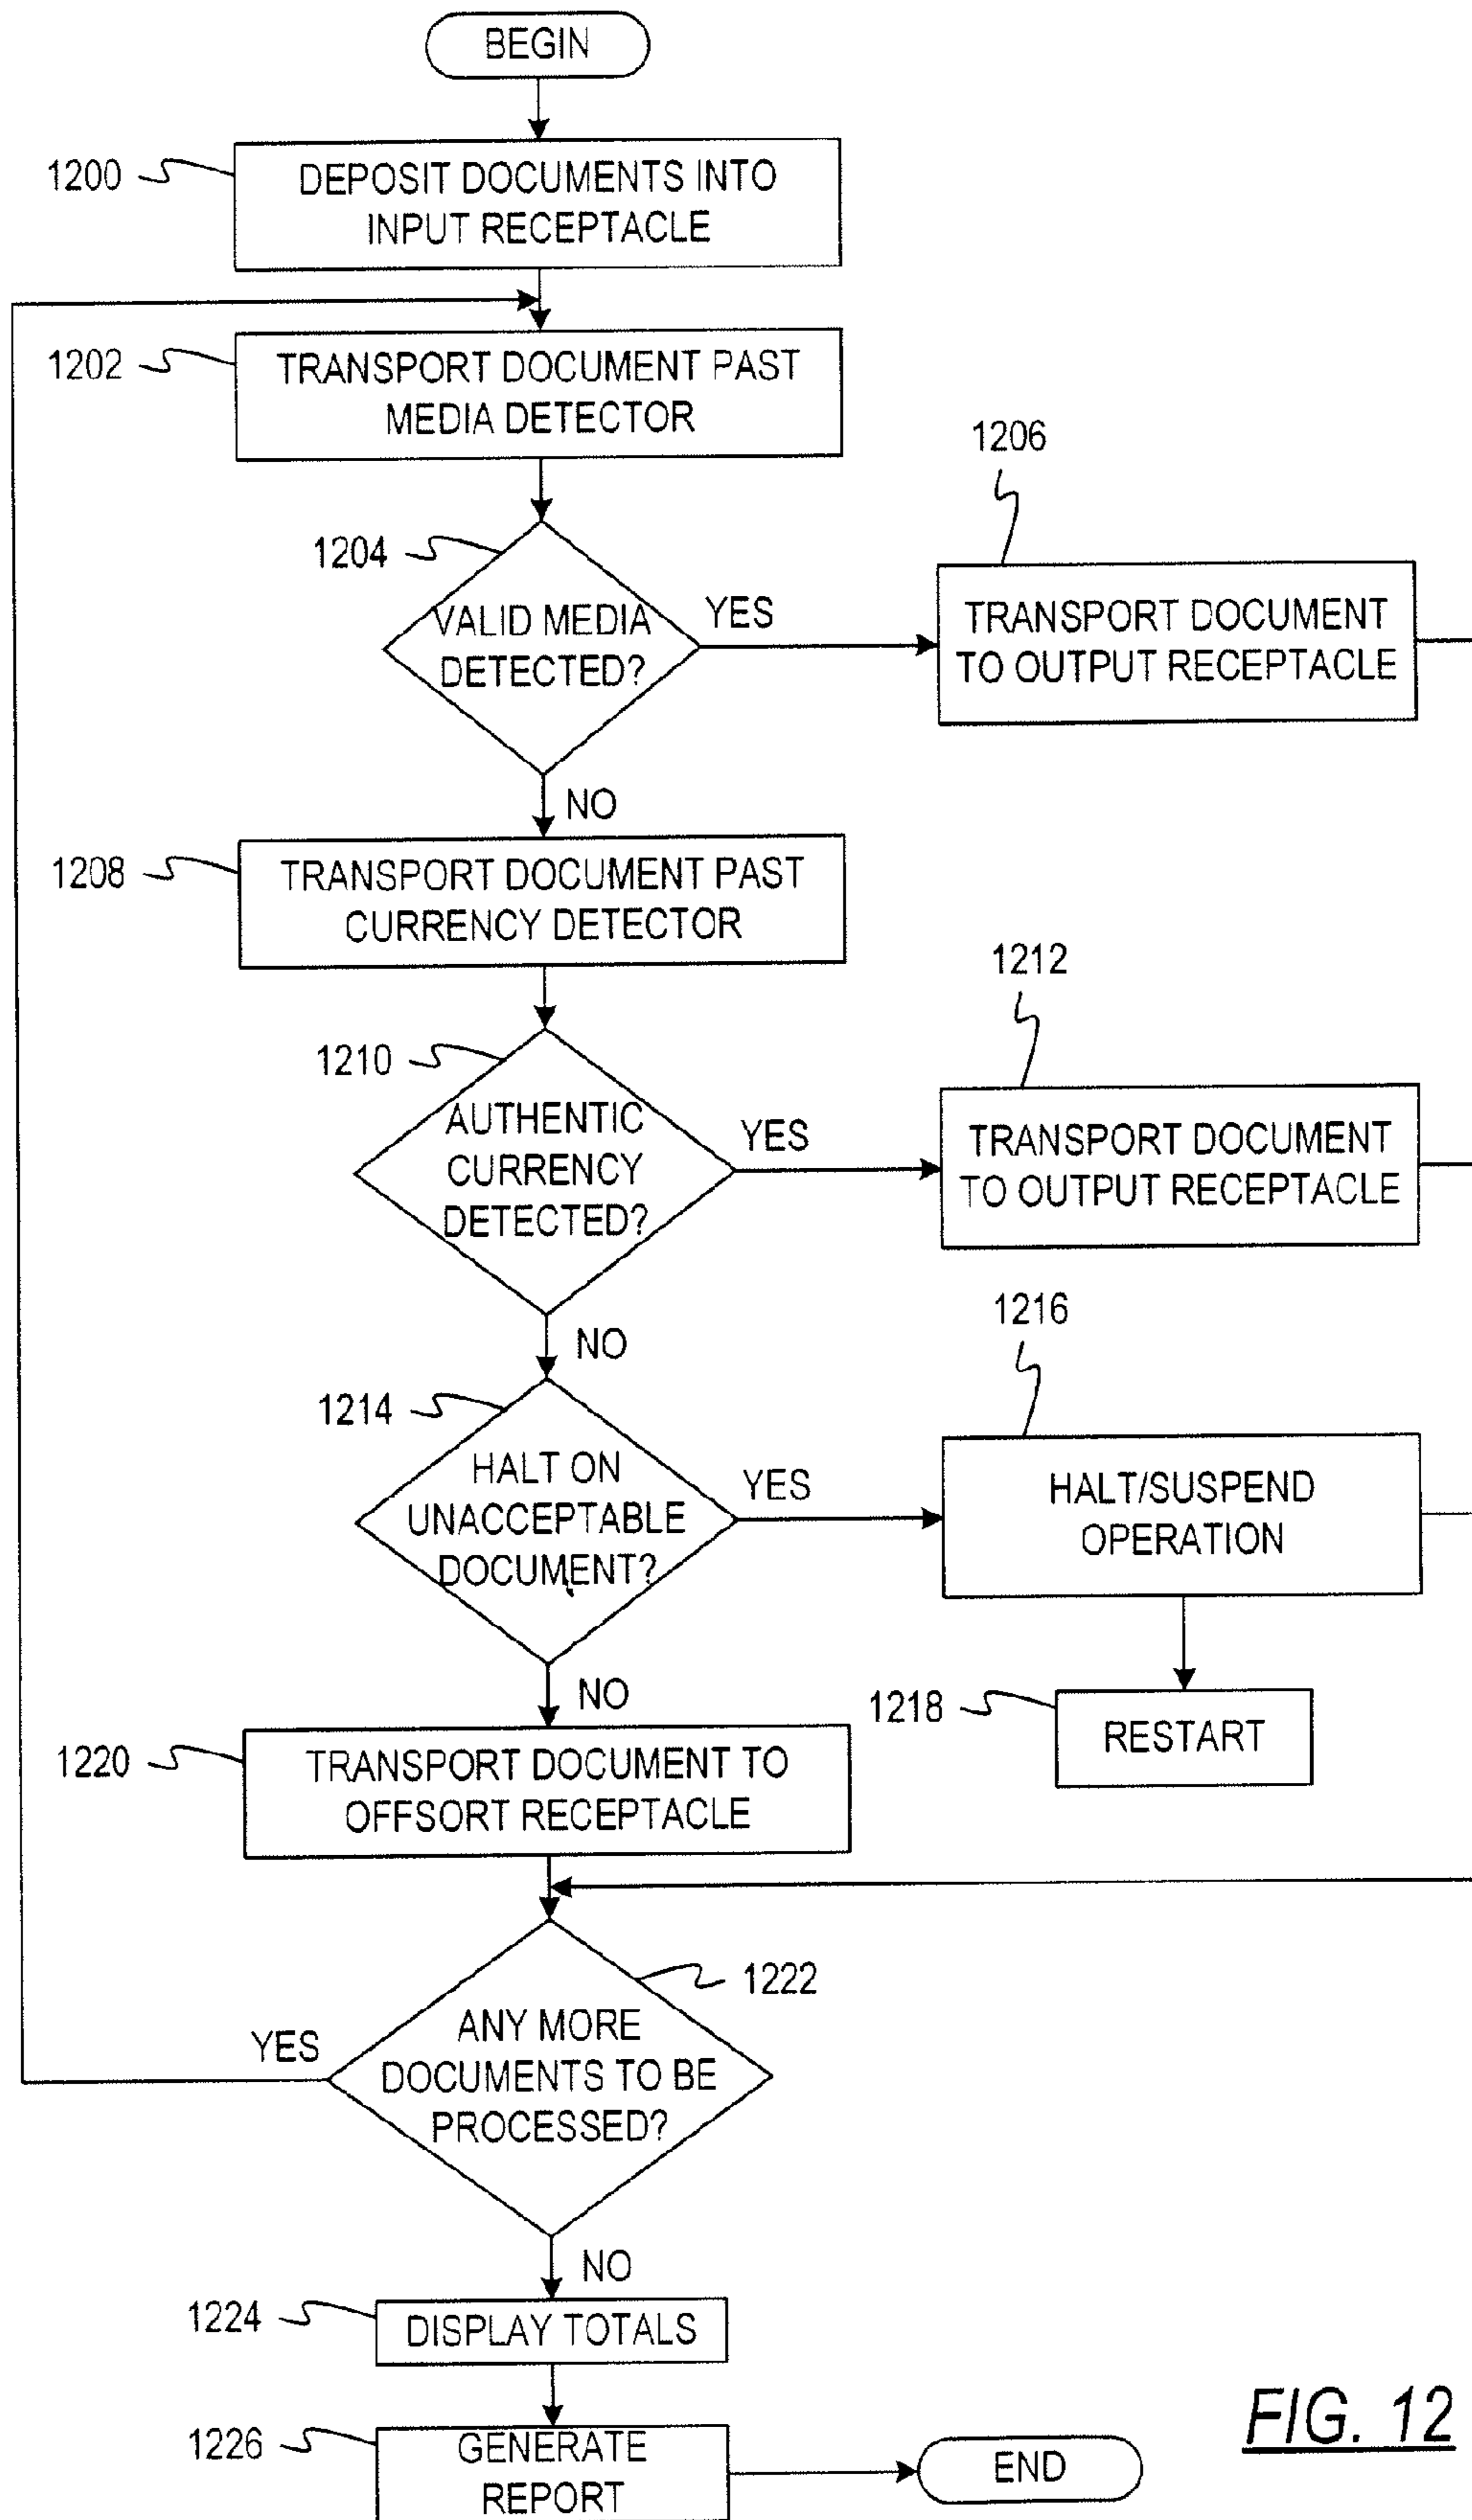 BEGIN
1200
DEPOSIT DOCUMENTS INTO
INPUT RECEPTACLE
1202
TRANSPORT DOCUMENT PAST
MEDIA DETECTOR
1204
VALID MEDIA
DETECTED?
YES
1206
TRANSPORT DOCUMENT
TO OUTPUT RECEPTACLE
NO
1208
TRANSPORT DOCUMENT PAST
CURRENCY DETECTOR
1210
AUTHENTIC
CURRENCY
DETECTED?
YES
1212
TRANSPORT DOCUMENT
TO OUTPUT RECEPTACLE
NO
1214
HALT ON
UNACCEPTABLE
DOCUMENT?
YES
1216
HALT/SUSPEND
OPERATION
1218
RESTART
NO
1220
TRANSPORT DOCUMENT TO
OFFSORT RECEPTACLE
1222
ANY MORE
DOCUMENTS TO BE
PROCESSED?
YES
NO
1224
DISPLAY TOTALS
1226
GENERATE
REPORT
END
FIG. 12